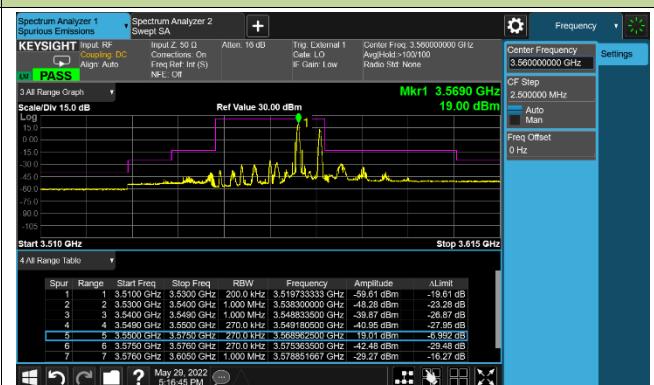 Spectrum Analyzer 1
Spurious Emissions
Spectrum Analyzer 2
Swept SA
Frequency
KEYSIGHT
Input: RF
Coupling: DC
Align: Auto
Input Z: 50 Ω
Corrections: On
Freq Ref: Int (S)
NFE: Off
Atten: 16 dB
Trig: External 1
Gate: LO
IF Gain: Low
Center Freq: 3.560000000 GHz
Avg|Hold:>100/100
Radio Std: None
PASS
Center Frequency
3.560000000 GHz
Settings
CF Step
2.500000 MHz
Auto
Man
Freq Offset
0 Hz
3 All Range Graph
Mkr1 3.5690 GHz
Scale/Div 15.0 dB
Ref Value 30.00 dBm
19.00 dBm
Log
15.0
0.00
-15.0
-30.0
-45.0
-60.0
-75.0
-90.0
-105
1
Start 3.510 GHz
Stop 3.615 GHz
4 All Range Table
Spur Range Start Freq Stop Freq RBW Frequency Amplitude ΔLimit
1 1 3.5100 GHz 3.5300 GHz 200.0 kHz 3.519733333 GHz -59.61 dBm -19.61 dB
2 2 3.5300 GHz 3.5400 GHz 1.000 MHz 3.538300000 GHz -48.28 dBm -23.28 dB
3 3 3.5400 GHz 3.5490 GHz 1.000 MHz 3.548833500 GHz -39.87 dBm -26.87 dB
4 4 3.5490 GHz 3.5500 GHz 270.0 kHz 3.549180500 GHz -40.95 dBm -27.95 dB
5 5 3.5500 GHz 3.5750 GHz 270.0 kHz 3.568962500 GHz 19.01 dBm -6.992 dB
6 6 3.5750 GHz 3.5760 GHz 270.0 kHz 3.575363500 GHz -42.48 dBm -29.48 dB
7 7 3.5760 GHz 3.6050 GHz 1.000 MHz 3.578851667 GHz -29.27 dBm -16.27 dB
May 29, 2022
5:16:45 PM